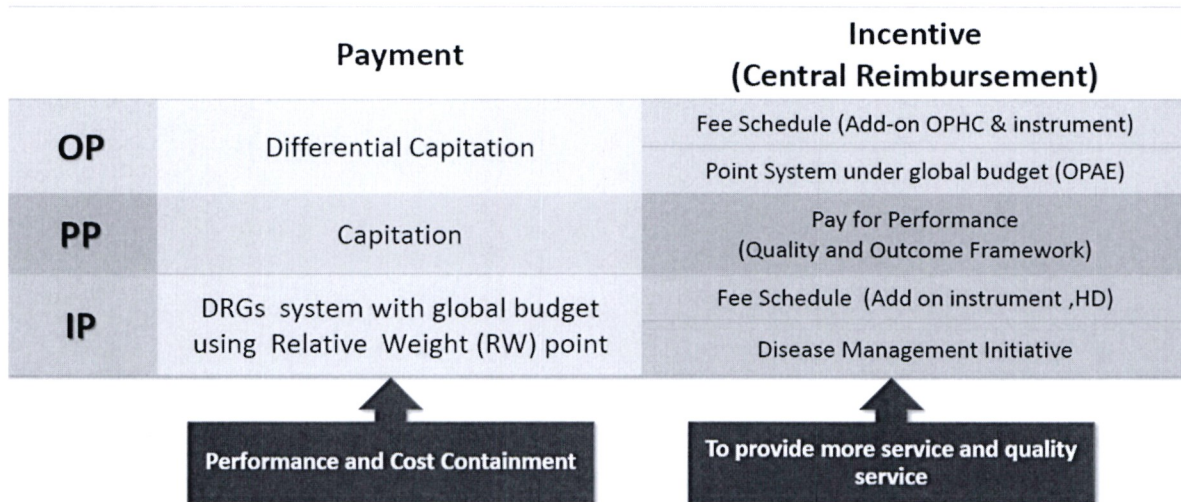 Payment
Incentive
(Central Reimbursement)
OP
Differential Capitation
Fee Schedule (Add-on OPHC & instrument)
Point System under global budget (OPAE)
PP
Capitation
Pay for Performance
(Quality and Outcome Framework)
IP
DRGs system with global budget
using Relative Weight (RW) point
Fee Schedule (Add on instrument ,HD)
Disease Management Initiative
Performance and Cost Containment
To provide more service and quality
service